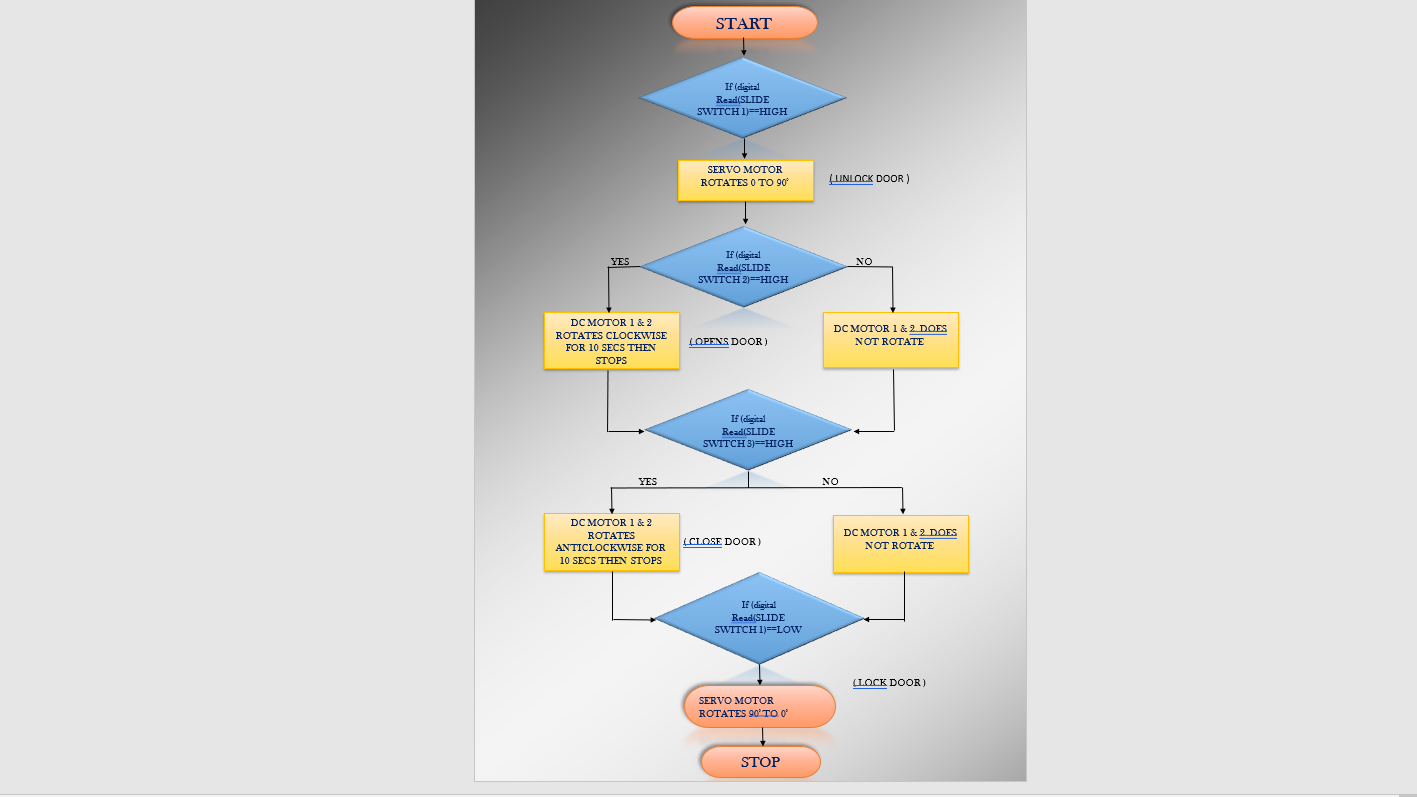 START
If (digital
Read(SLIDE
SWITCH 1)==HIGH
SERVO MOTOR
ROTATES 0 TO 90°
( UNLOCK DOOR )
If (digital
Read(SLIDE
SWITCH 2)==HIGH
YES
NO
DC MOTOR 1 & 2
ROTATES CLOCKWISE
FOR 10 SECS THEN
STOPS
( OPENS DOOR )
DC MOTOR 1 & 2 DOES
NOT ROTATE
If (digital
Read(SLIDE
SWITCH 3)==HIGH
YES
NO
DC MOTOR 1 & 2
ROTATES
ANTICLOCKWISE FOR
10 SECS THEN STOPS
( CLOSE DOOR )
DC MOTOR 1 & 2 DOES
NOT ROTATE
If (digital
Read(SLIDE
SWITCH 1)==LOW
( LOCK DOOR )
SERVO MOTOR
ROTATES 90° TO 0°
STOP